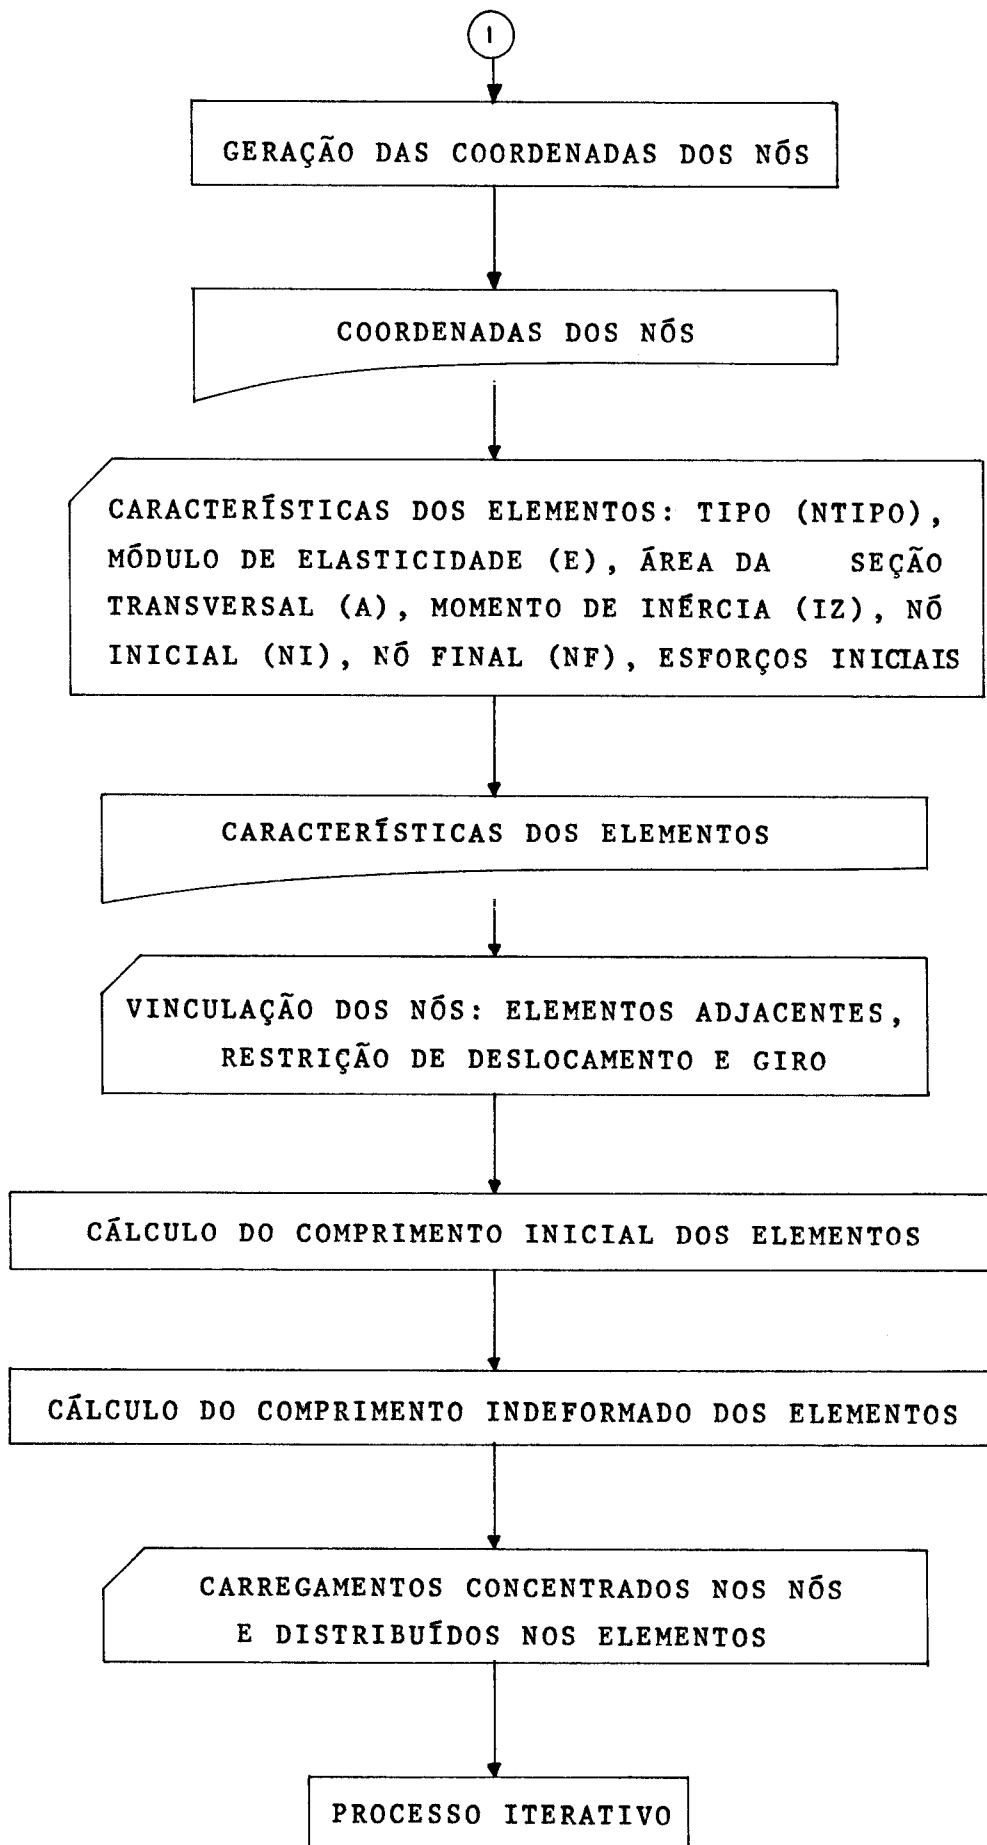 1
GERAÇÃO DAS COORDENADAS DOS NÓS
COORDENADAS DOS NÓS
CARACTERÍSTICAS DOS ELEMENTOS: TIPO (NTIPO),
MÓDULO DE ELASTICIDADE (E), ÁREA DA SEÇÃO
TRANSVERSAL (A), MOMENTO DE INÉRCIA (IZ), NÓ
INICIAL (NI), NÓ FINAL (NF), ESFORÇOS INICIAIS
CARACTERÍSTICAS DOS ELEMENTOS
VINCULAÇÃO DOS NÓS: ELEMENTOS ADJACENTES,
RESTRIÇÃO DE DESLOCAMENTO E GIRO
CÁLCULO DO COMPRIMENTO INICIAL DOS ELEMENTOS
CÁLCULO DO COMPRIMENTO INDEFORMADO DOS ELEMENTOS
CARREGAMENTOS CONCENTRADOS NOS NÓS
E DISTRIBUÍDOS NOS ELEMENTOS
PROCESSO ITERATIVO